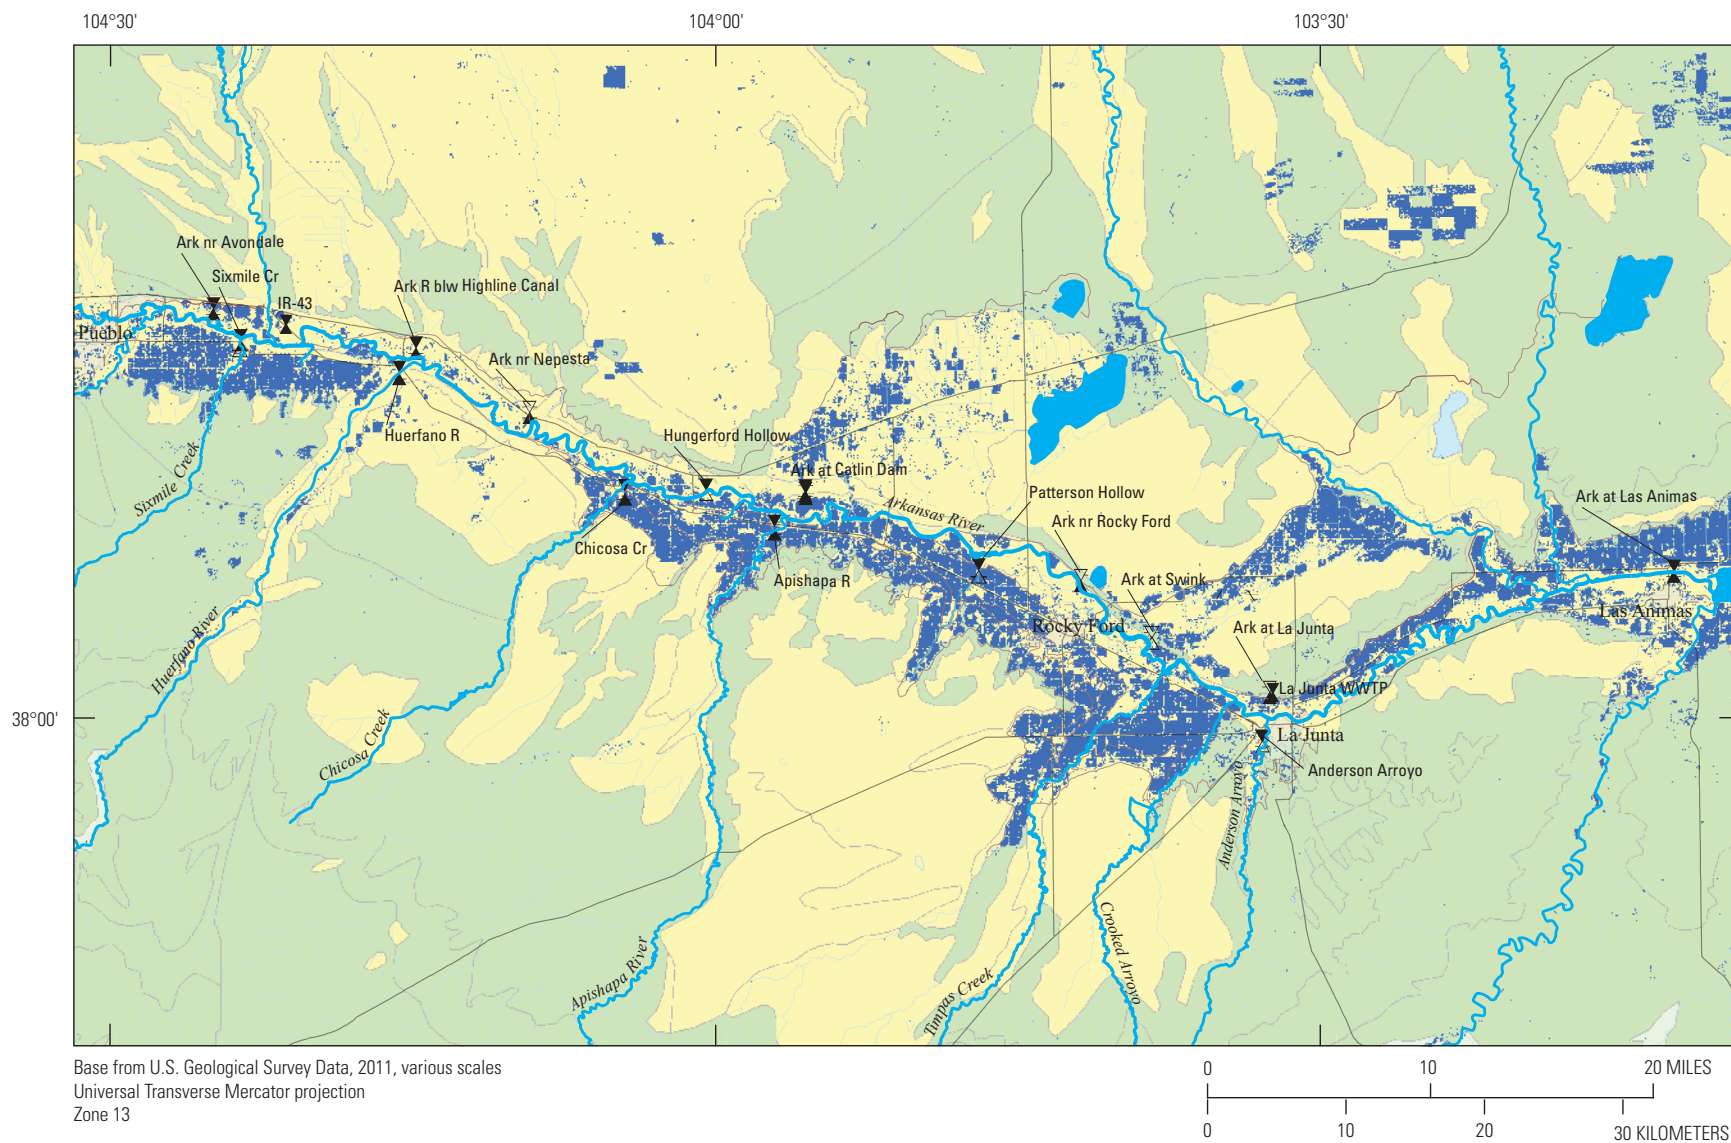 104°30'
104°00'
103°30'
Ark nr Avondale
Sixmile Cr
IR-43
Ark R blw Highline Canal
Pueblo
Ark nr Nepesta
Huerfano R
Hungerford Hollow
Sixmile Creek
Ark at Catlin Dam
Patterson Hollow
Ark at Las Animas
Arkansas River
Ark nr Rocky Ford
Chicosa Cr
Apishapa R
Ark at Swink
Las Animas
Rocky Ford
Ark at La Junta
Huerfano River
La Junta WWTP
38°00'
La Junta
Chicosa Creek
Anderson Arroyo
Anderson Arroyo
Crooked Arroyo
Apishapa River
Timpas Creek
Base from U.S. Geological Survey Data, 2011, various scales
Universal Transverse Mercator projection
Zone 13
0 10 20 MILES
0 10 20 30 KILOMETERS